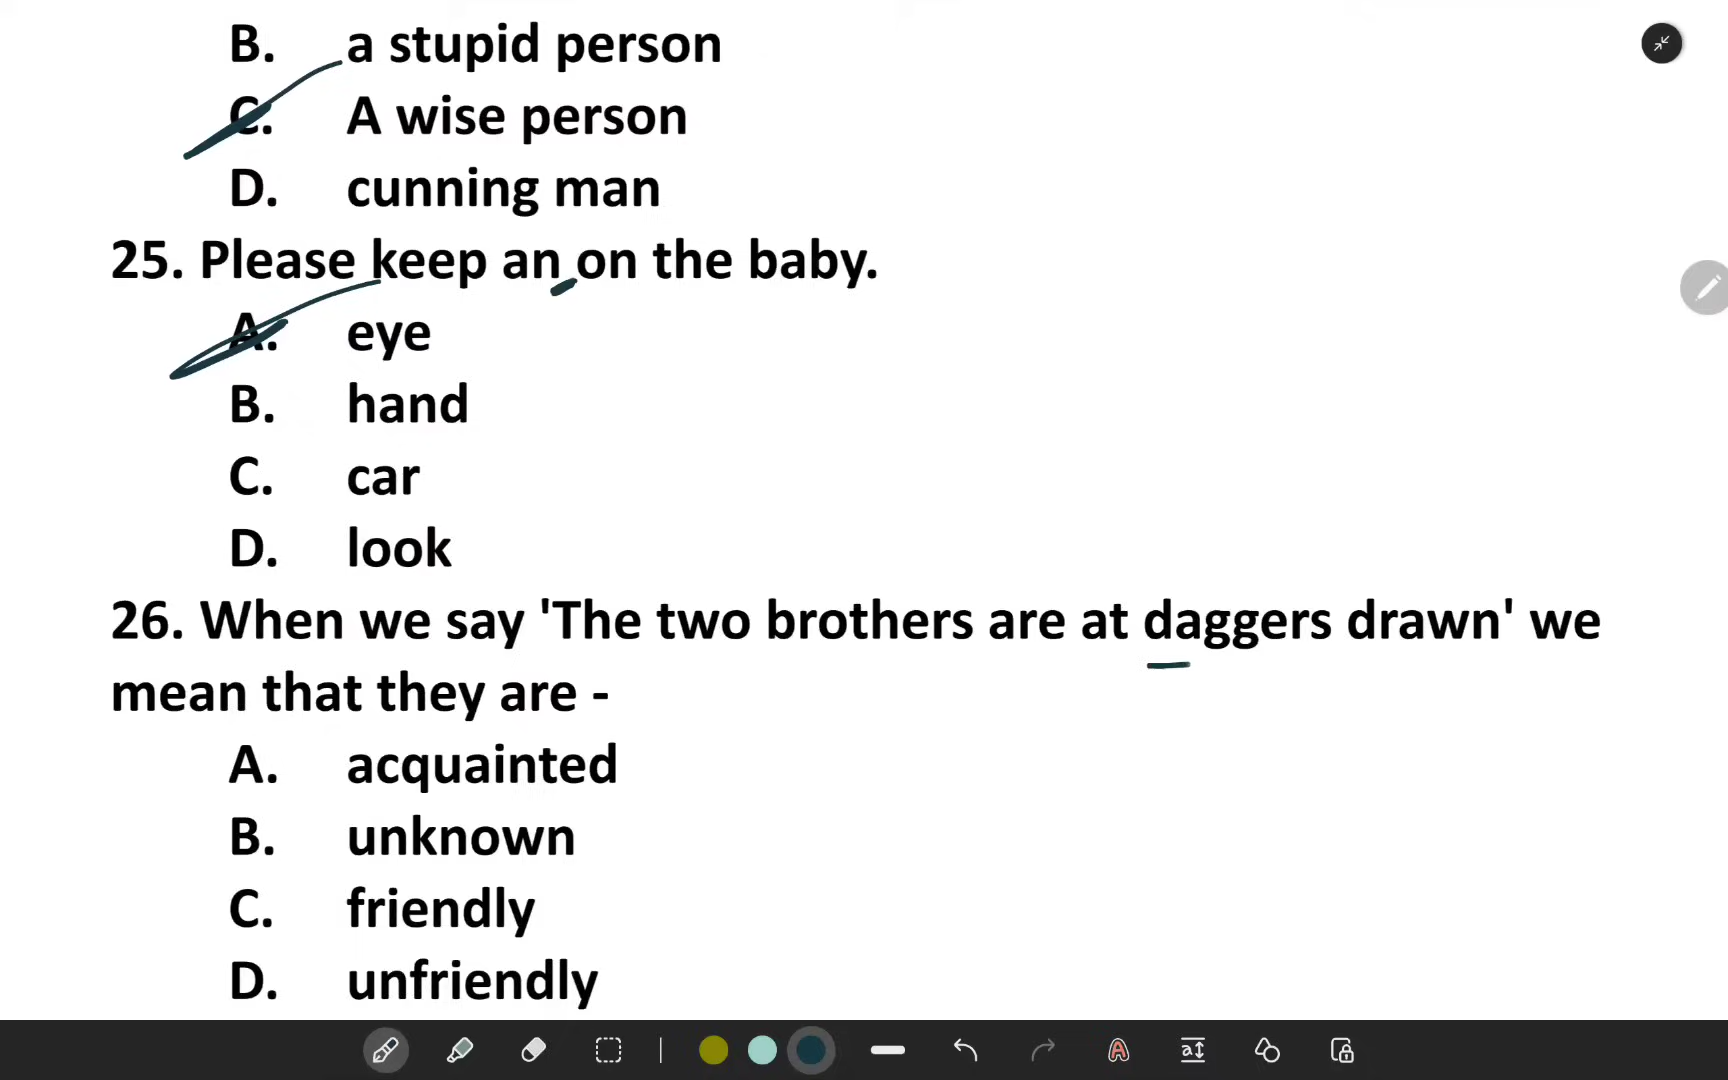 B. a stupid person
C. A wise person
D. cunning man
25. Please keep an on the baby.
A. eye
B. hand
C. car
D. look
26. When we say 'The two brothers are at daggers drawn' we
mean that they are -
A. acquainted
B. unknown
C. friendly
D. unfriendly